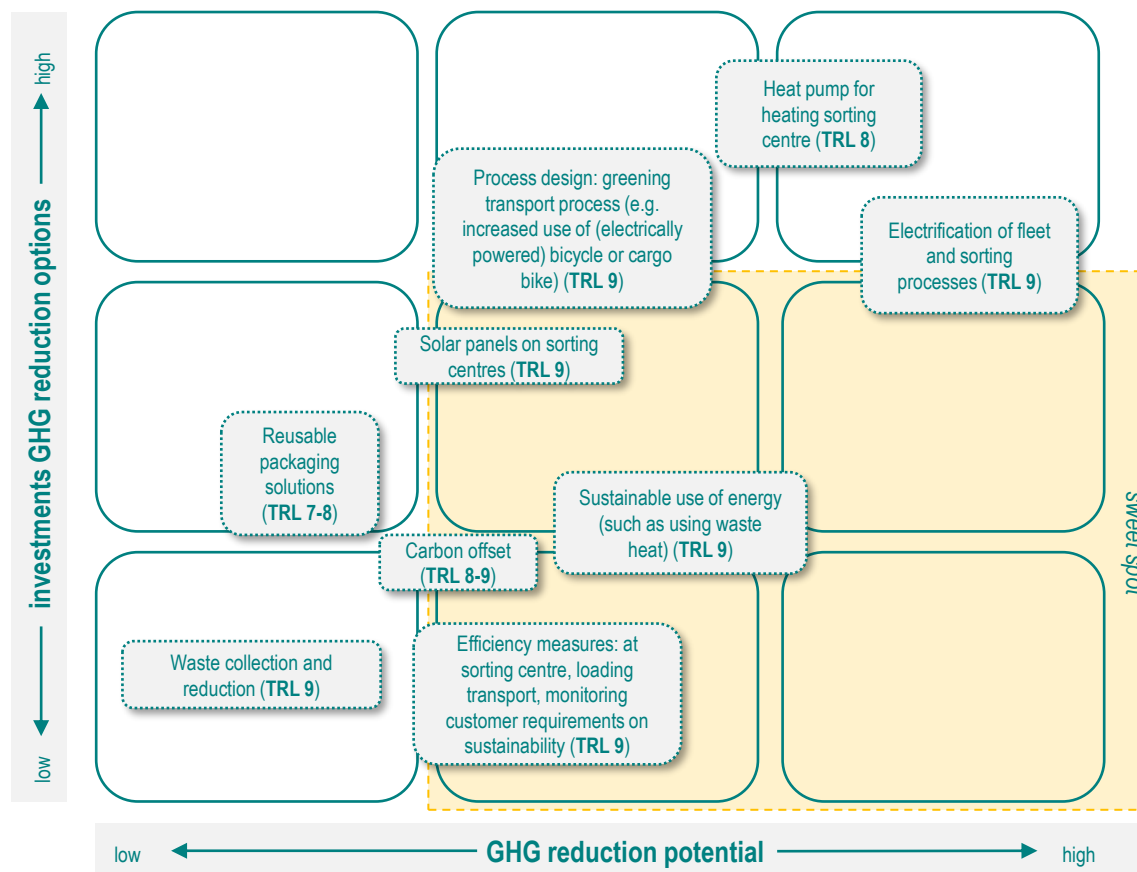 high
investments GHG reduction options
low
Heat pump for
heating sorting
centre (TRL 8)
Process design: greening
transport process (e.g.
increased use of (electrically
powered) bicycle or cargo
bike) (TRL 9)
Electrification of fleet
and sorting
processes (TRL 9)
Solar panels on sorting
centres (TRL 9)
Reusable
packaging
solutions
(TRL 7-8)
Sustainable use of energy
(such as using waste
heat) (TRL 9)
sweet spot
Carbon offset
(TRL 8-9)
Waste collection and
reduction (TRL 9)
Efficiency measures: at
sorting centre, loading
transport, monitoring
customer requirements on
sustainability (TRL 9)
low
GHG reduction potential
high